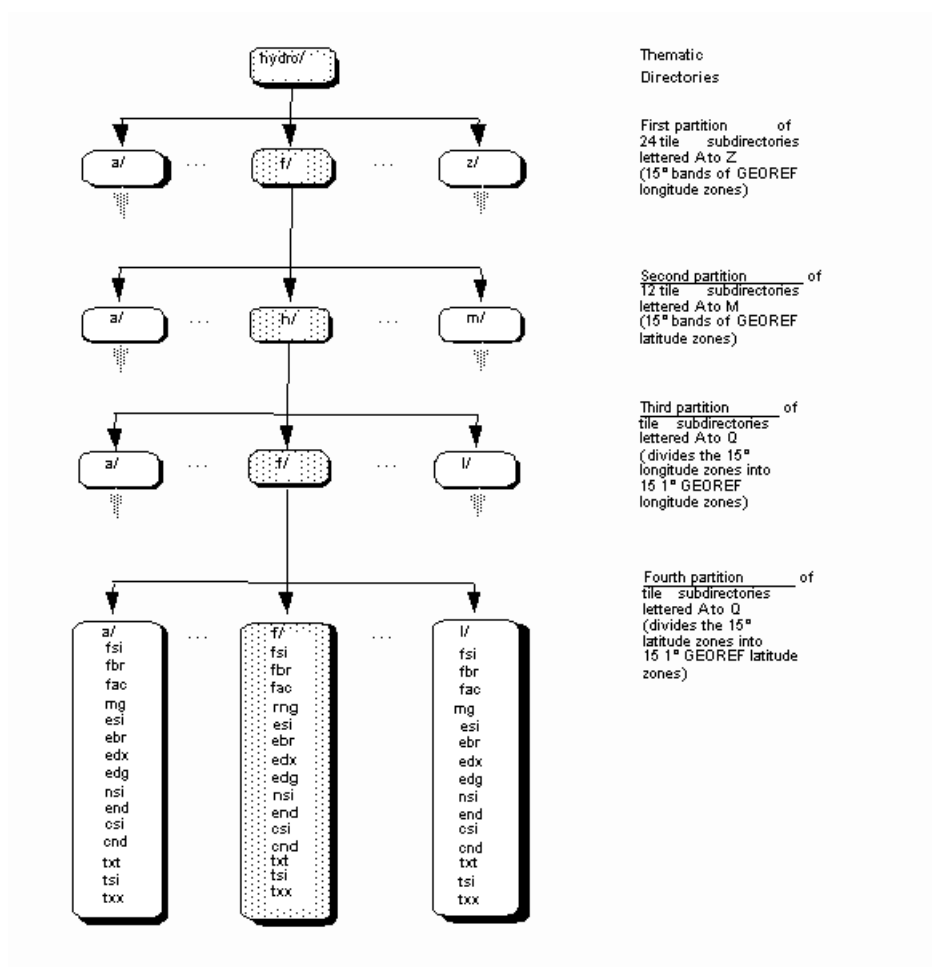 hydro/
Thematic
Directories
a/ ... f/ ... z/
First partition of
24 tile subdirectories
lettered A to Z
(15° bands of GEOREF
longitude zones)
a/ ... h/ ... m/
Second partition of
12 tile subdirectories
lettered A to M
(15° bands of GEOREF
latitude zones)
a/ ... f/ ... l/
Third partition of
tile subdirectories
lettered A to Q
(divides the 15°
longitude zones into
15 1° GEOREF
longitude zones)
Fourth partition of
tile subdirectories
lettered A to Q
(divides the 15°
latitude zones into
15 1° GEOREF latitude
zones)
a/ ... f/ ... l/
fsi
fbr
fac
rng
esi
ebr
edx
edg
nsi
end
csi
cnd
txt
tsi
txx
fsi
fbr
fac
rng
esi
ebr
edx
edg
nsi
end
csi
cnd
txt
tsi
txx
fsi
fbr
fac
rng
esi
ebr
edx
edg
nsi
end
csi
cnd
txt
tsi
txx